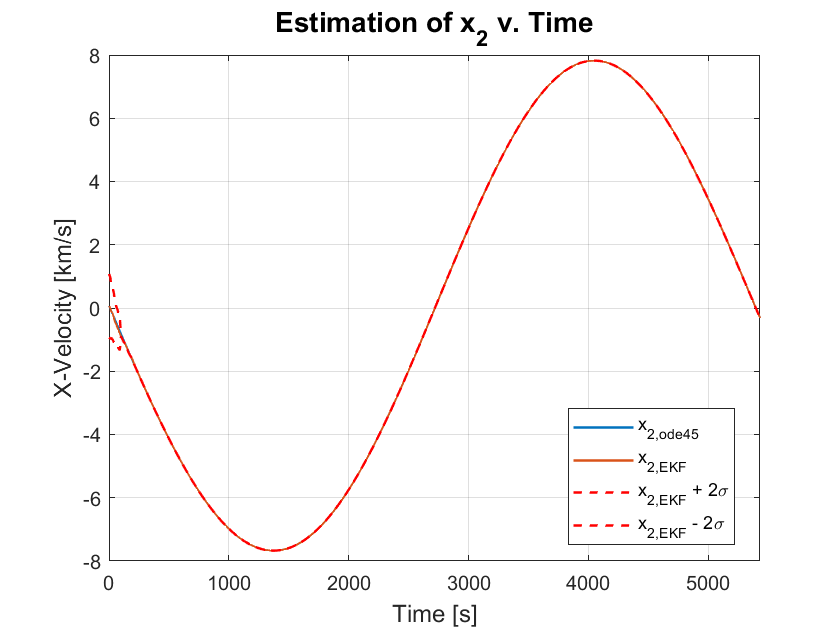 Estimation of x₂ v. Time
X-Velocity [km/s]
8
6
4
2
0
-2
-4
-6
-8
0 1000 2000 3000 4000 5000
Time [s]
x₂,ode45
x₂,EKF
x₂,EKF + 2σ
x₂,EKF - 2σ